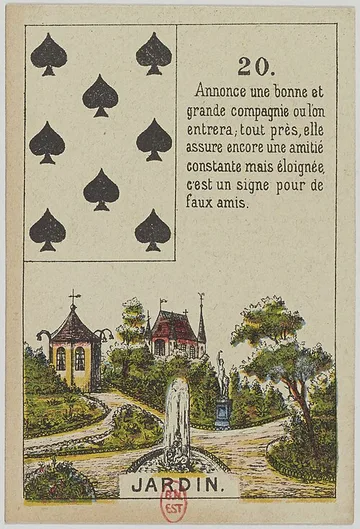 20.
Annonce une bonne et
grande compagnie ou l'on
entrera; tout près, elle
assure encore une amitié
constante mais éloignée,
c'est un signe pour de
faux amis.
JARDIN.
EST